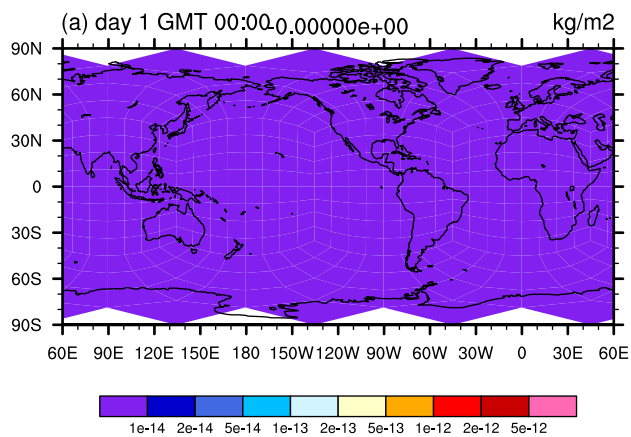 (a) day 1 GMT 00:00 -0.00000e+00 kg/m2
90N
60N
30N
0
30S
60S
90S
60E 90E 120E 150E 180 150W 120W 90W 60W 30W 0 30E 60E
1e-14 2e-14 5e-14 1e-13 2e-13 5e-13 1e-12 2e-12 5e-12